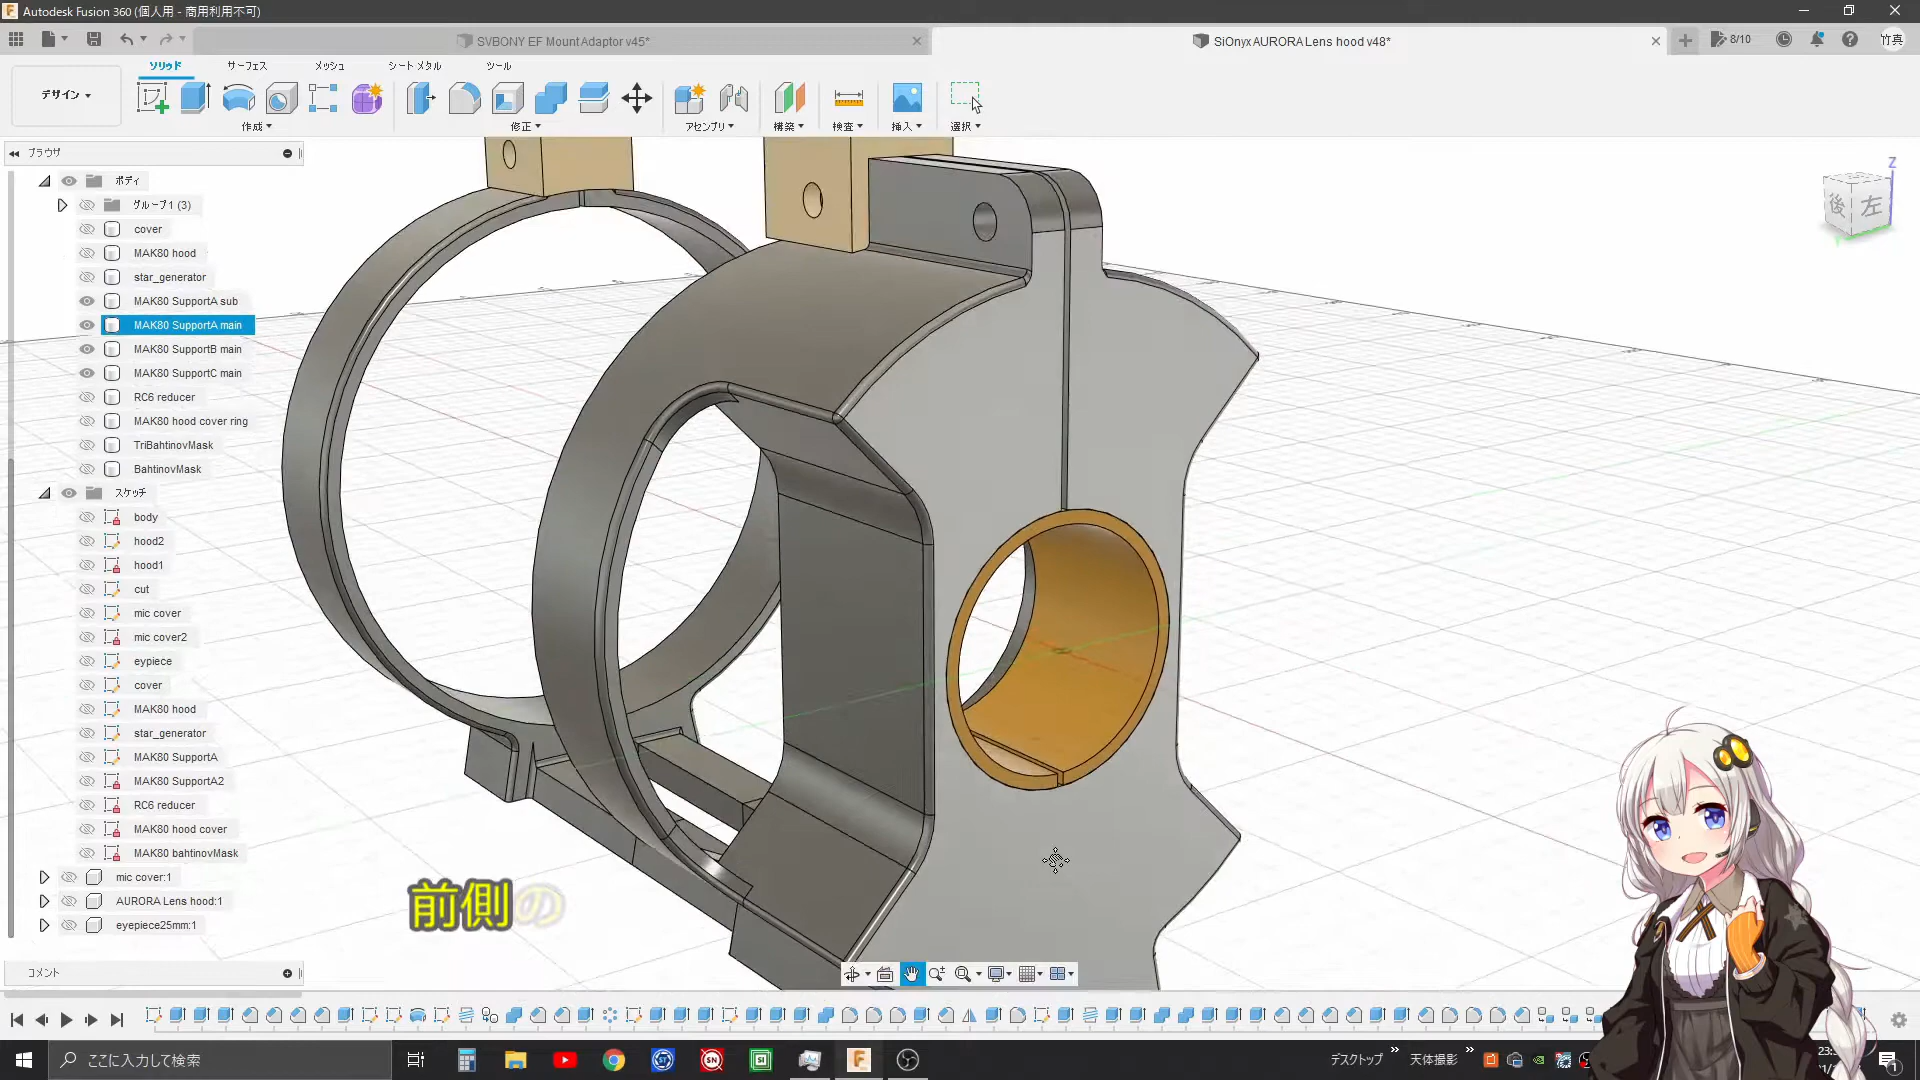 Autodesk Fusion 360 (個人用 - 商用利用不可)
SVBONY EF Mount Adaptor v45*
SiOnyx AURORA Lens hood v48*
8/10
竹真
デザイン
ソリッド
サーフェス
メッシュ
シート メタル
ツール
作成
修正
アセンブリ
構築
検査
挿入
選択
ブラウザ
ボディ
グループ1 (3)
cover
MAK80 hood
star_generator
MAK80 SupportA sub
MAK80 SupportA main
MAK80 SupportB main
MAK80 SupportC main
RC6 reducer
MAK80 hood cover ring
TriBahtinovMask
BahtinovMask
スケッチ
body
hood2
hood1
cut
mic cover
mic cover2
eypiece
cover
MAK80 hood
star_generator
MAK80 SupportA
MAK80 SupportA2
RC6 reducer
MAK80 hood cover
MAK80 bahtinovMask
mic cover:1
AURORA Lens hood:1
eyepiece25mm:1
コメント
Z
後
左
前側の
ここに入力して検索
デスクトップ
天体撮影